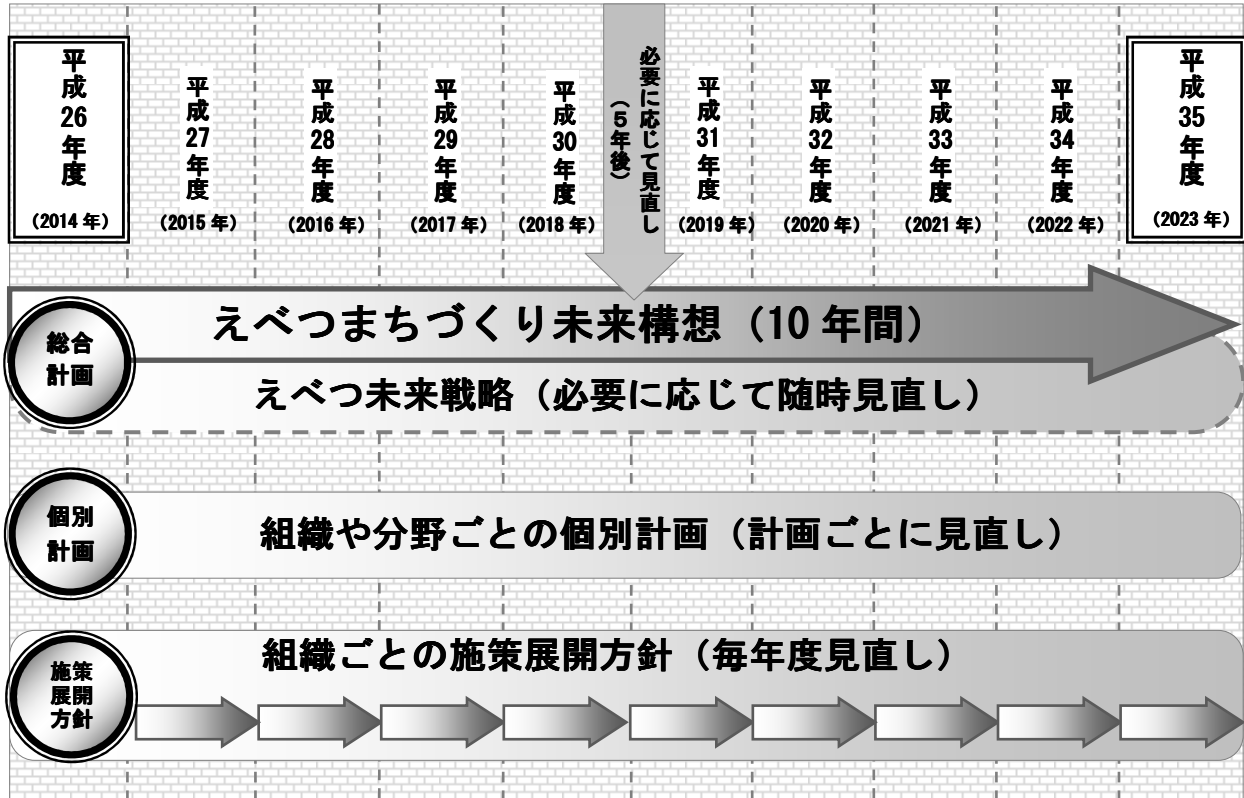 平成26年度
（2014年）
平成27年度
（2015年）
平成28年度
（2016年）
平成29年度
（2017年）
平成30年度
（2018年）
必要に応じて見直し
（５年後）
平成31年度
（2019年）
平成32年度
（2020年）
平成33年度
（2021年）
平成34年度
（2022年）
平成35年度
（2023年）
総合
計画
えべつまちづくり未来構想（10年間）
えべつ未来戦略（必要に応じて随時見直し）
個別
計画
組織や分野ごとの個別計画（計画ごとに見直し）
施策
展開
方針
組織ごとの施策展開方針（毎年度見直し）